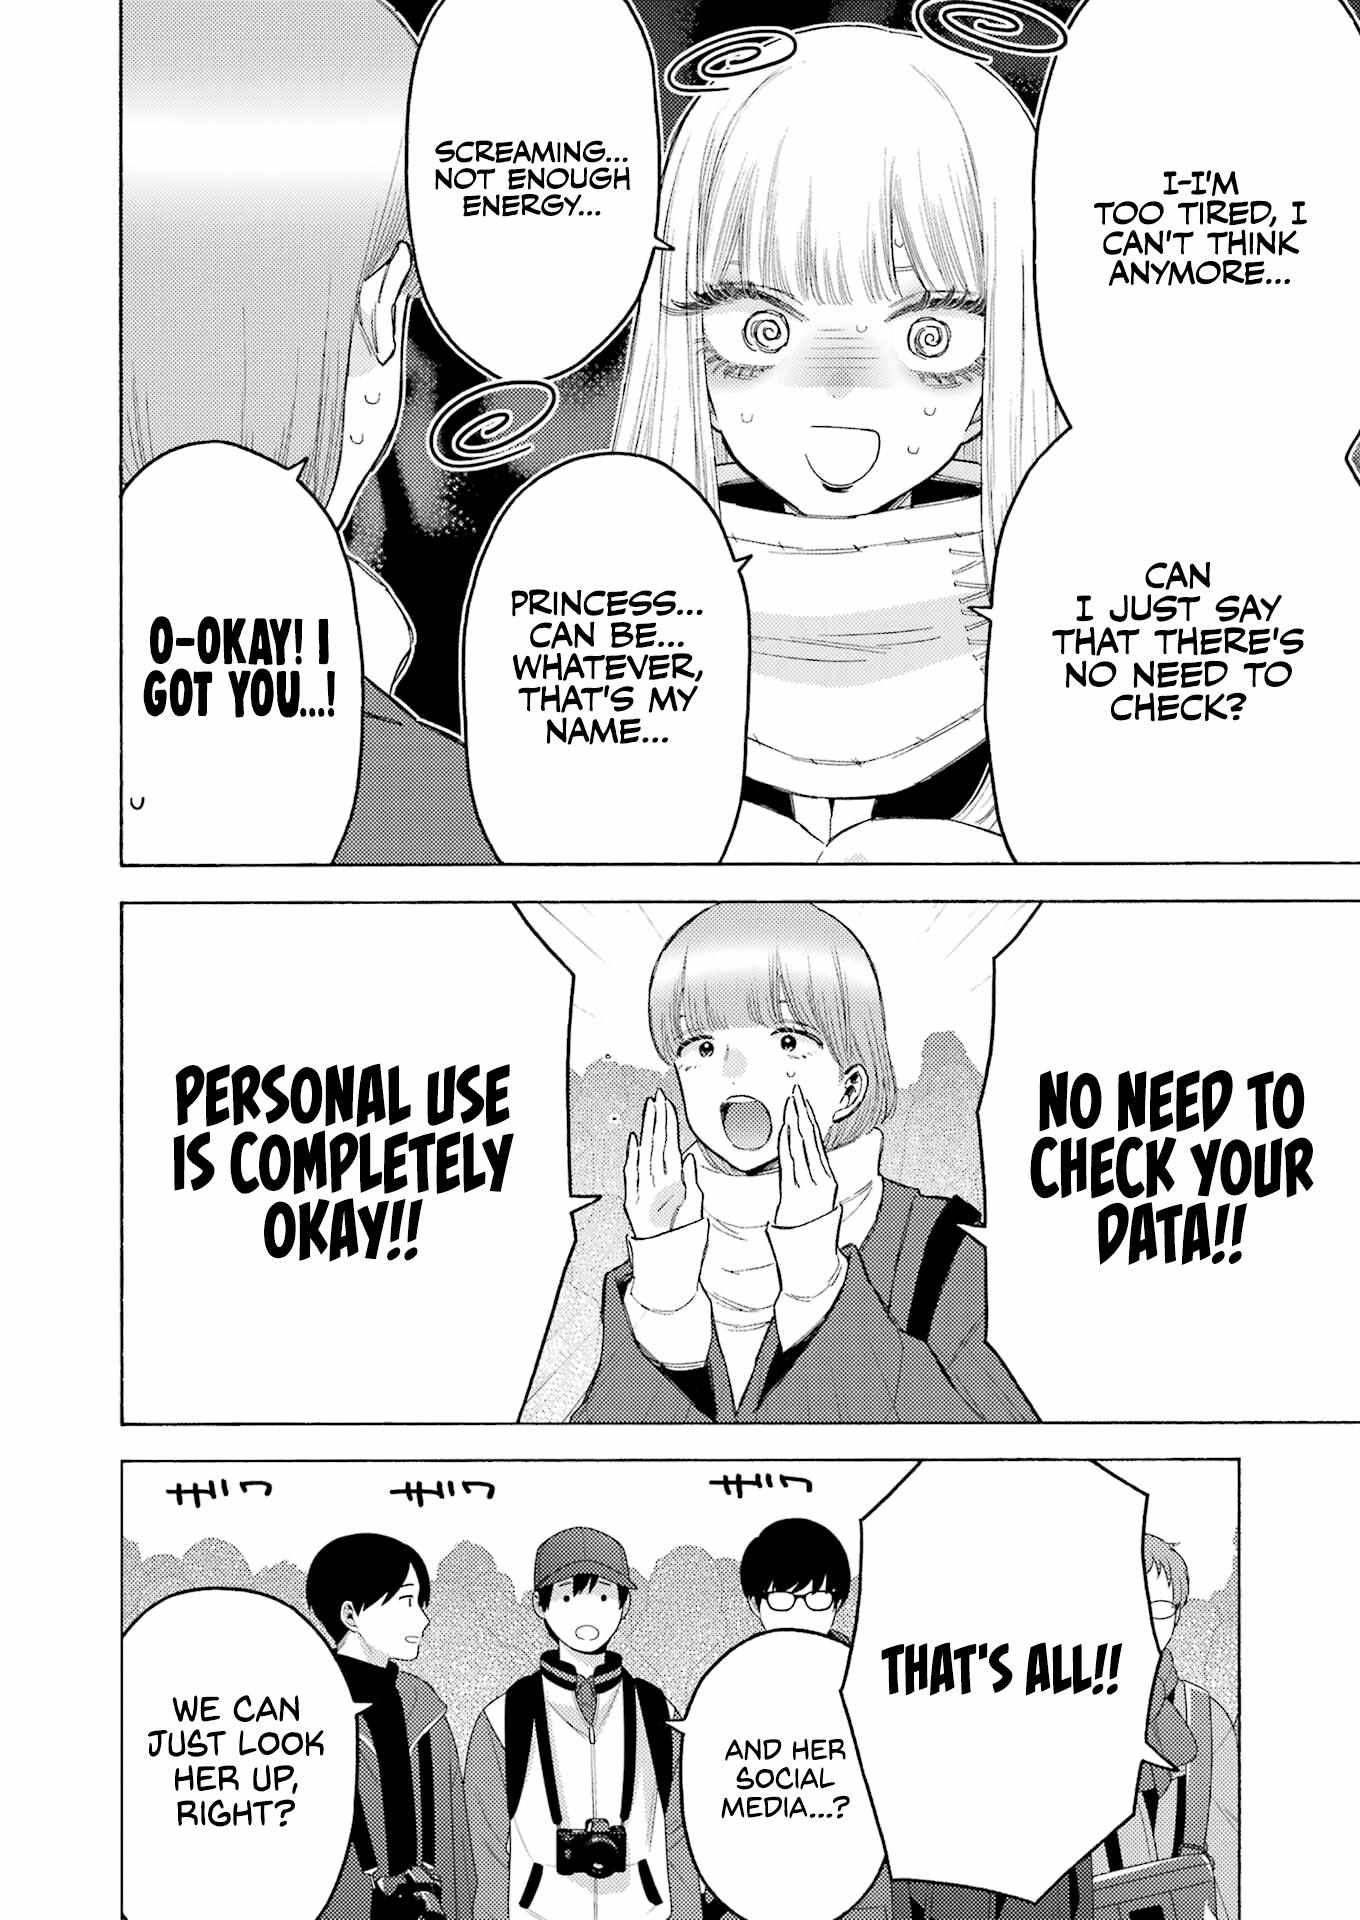 I-I'M
TOO TIRED, I
CAN'T THINK
ANYMORE...
CAN
I JUST SAY
THAT THERE'S
NO NEED TO
CHECK?
SCREAMING...
NOT ENOUGH
ENERGY...
PRINCESS...
CAN BE...
WHATEVER,
THAT'S MY
NAME...
O-OKAY! I
GOT YOU...!
NO NEED TO
CHECK YOUR
DATA!!
PERSONAL USE
IS COMPLETELY
OKAY!!
THAT'S ALL!!
ザワ
ザワ
ザワ
AND HER
SOCIAL
MEDIA...?
WE CAN
JUST LOOK
HER UP,
RIGHT?